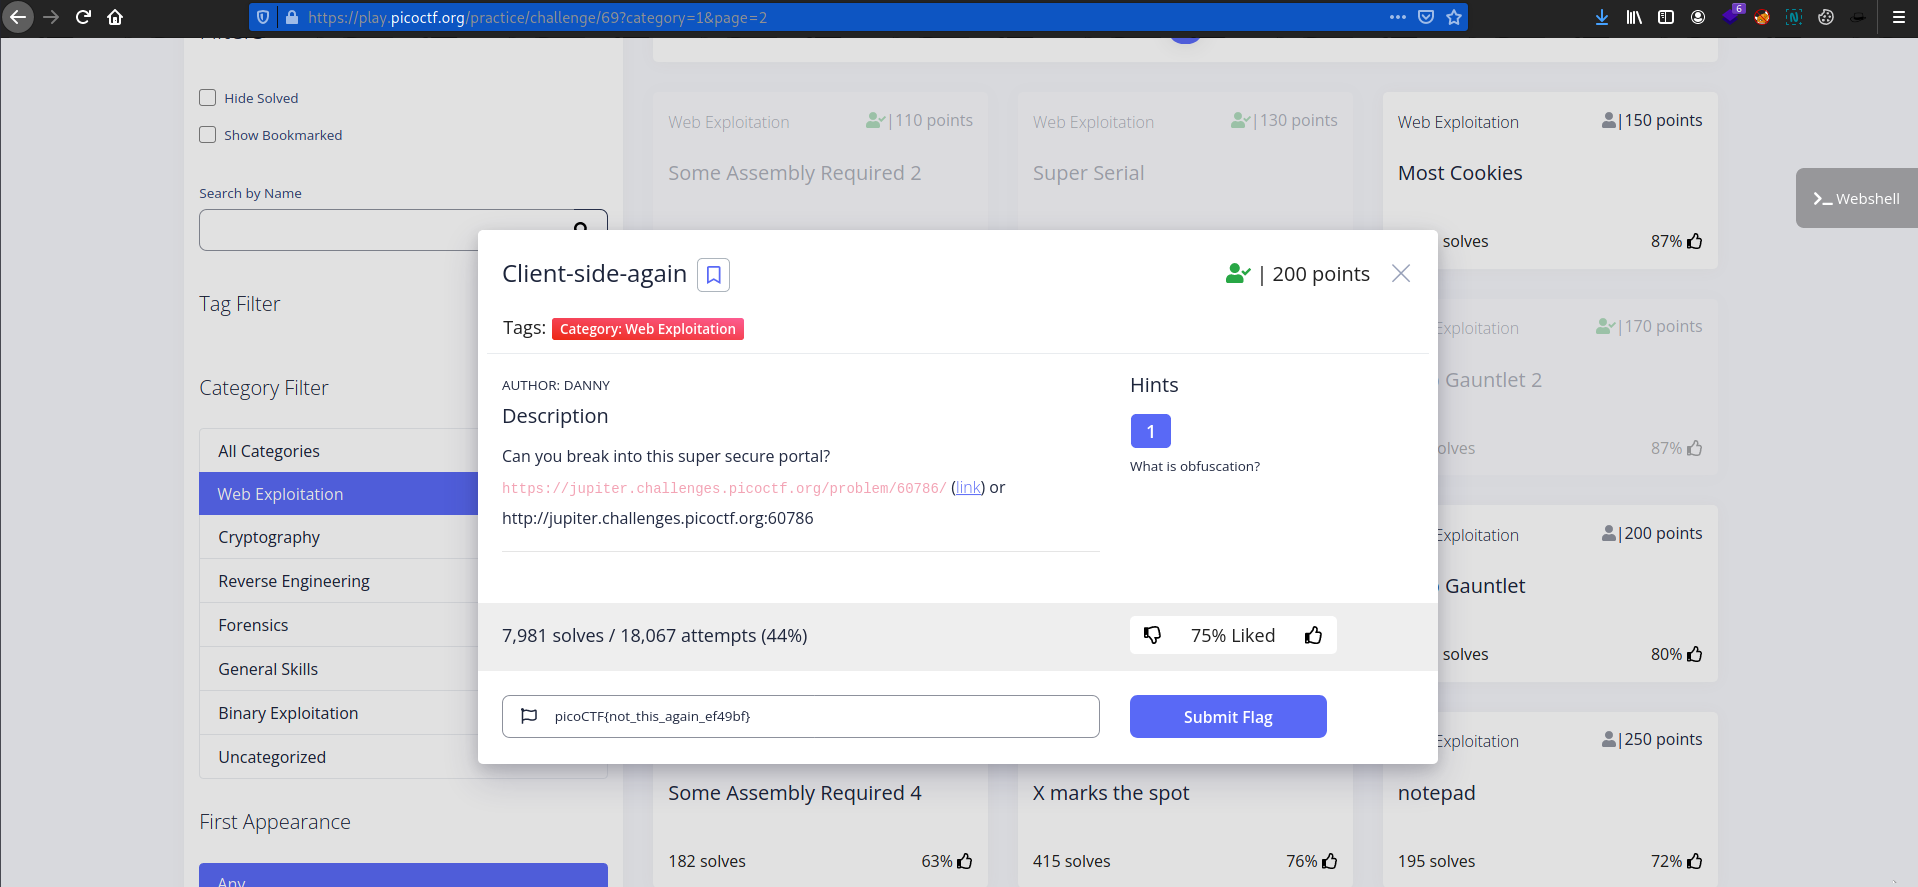 https://play.picoctf.org/practice/challenge/69?category=1&page=2
6
Hide Solved
Show Bookmarked
Search by Name
Tag Filter
Category Filter
All Categories
Web Exploitation
Cryptography
Reverse Engineering
Forensics
General Skills
Binary Exploitation
Uncategorized
First Appearance
Any
Web Exploitation | 110 points
Some Assembly Required 2
Web Exploitation | 130 points
Super Serial
Web Exploitation | 150 points
Most Cookies
solves 87%
Webshell
Client-side-again | 200 points
Tags: Category: Web Exploitation
AUTHOR: DANNY
Description
Can you break into this super secure portal?
https://jupiter.challenges.picoctf.org/problem/60786/ (link) or
http://jupiter.challenges.picoctf.org:60786
Hints
1
What is obfuscation?
7,981 solves / 18,067 attempts (44%)
75% Liked
picoCTF{not_this_again_ef49bf}
Submit Flag
Exploitation | 170 points
Gauntlet 2
87%
Exploitation | 200 points
Gauntlet
solves 80%
Exploitation | 250 points
notepad
195 solves 72%
Some Assembly Required 4
182 solves 63%
X marks the spot
415 solves 76%